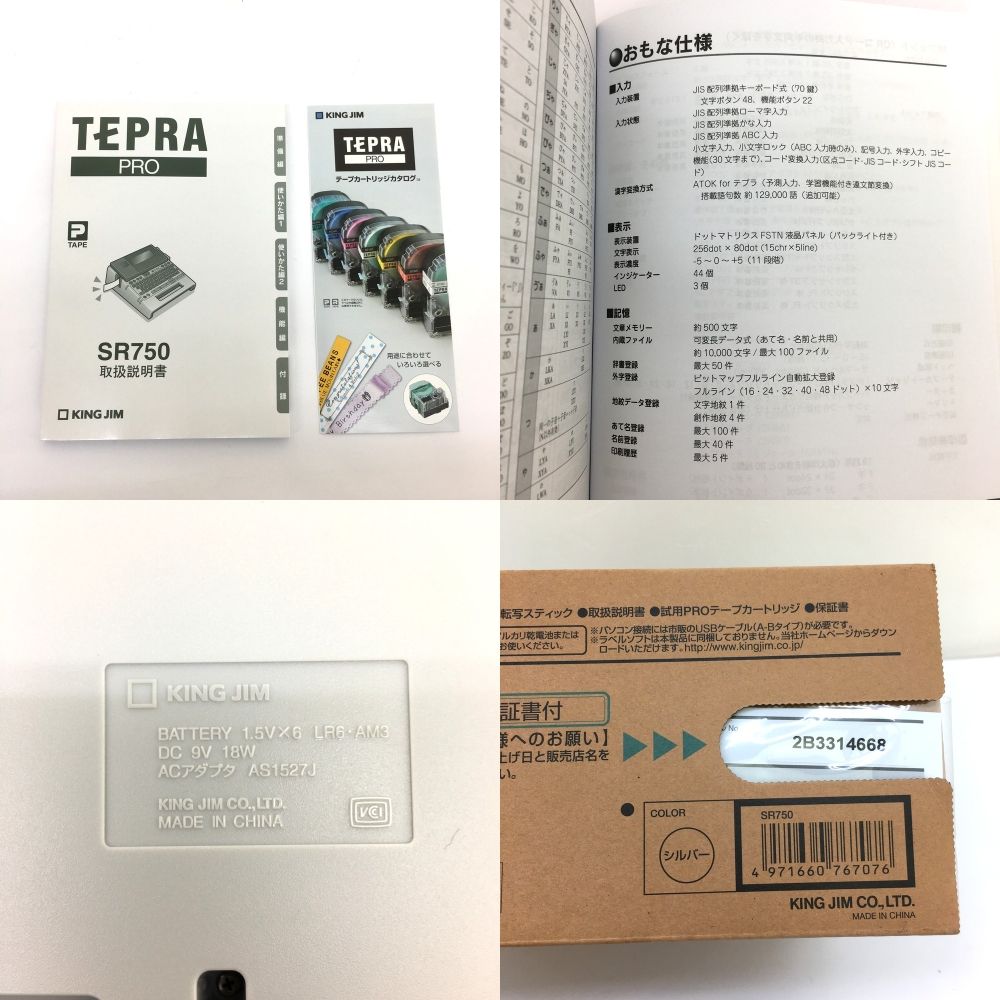 TEPRA
PRO
TAPE
SR750
取扱説明書
KING JIM
準備編
使いかた編1
使いかた編2
機能編
付録
KING JIM
TEPRA
PRO
テープカートリッジカタログ
用途に合わせて
いろいろ選べる
Birthday
●おもな仕様
■入力
入力装置 JIS配列準拠キーボード式(70鍵)
文字ボタン48、機能ボタン22
入力状態 JIS配列準拠ローマ字入力
JIS配列準拠かな入力
JIS配列準拠ABC入力
小文字入力、小文字ロック(ABC入力時のみ)、記号入力、外字入力、コピー
機能(30文字まで)、コード変換入力(区点コード・JISコード・シフトJISコー
ド)
漢字変換方式 ATOK for テプラ(予測入力、学習機能付き連文節変換)
搭載語句数 約129,000語(追加可能)
■表示
表示装置 ドットマトリクスFSTN液晶パネル(バックライト付き)
文字表示 256dot×80dot(15chr×5line)
表示濃度 -5～0～+5(11段階)
インジケーター 44個
LED 3個
■記憶
文章メモリー 約500文字
内蔵ファイル 可変長データ式(あて名・名前と共用)
約10,000文字/最大100ファイル
辞書登録 最大50件
外字登録 ビットマップフルライン自動拡大登録
フルライン(16・24・32・40・48ドット)×10文字
地紋データ登録 文字地紋1件
創作地紋4件
あて名登録 最大100件
名前登録 最大40件
印刷履歴 最大5件
KING JIM
BATTERY 1.5V×6 LR6・AM3
DC 9V 18W
ACアダプタ AS1527J
KING JIM CO.,LTD.
MADE IN CHINA
VCI
転写スティック ●取扱説明書 ●試用PROテープカートリッジ ●保証書
ルカリ乾電池または
お使いください。
※パソコン接続には市販のUSBケーブル(A-Bタイプ)が必要です。
※ラベルソフトは本製品に同梱しておりません。当社ホームページからダウン
ロードいただけます。http://www.kingjim.co.jp/
証書付
様へのお願い】
上げ日と販売店名を
い。
No
2B3314668
COLOR
シルバー
SR750
4 971660 767076
KING JIM CO.,LTD.
MADE IN CHINA